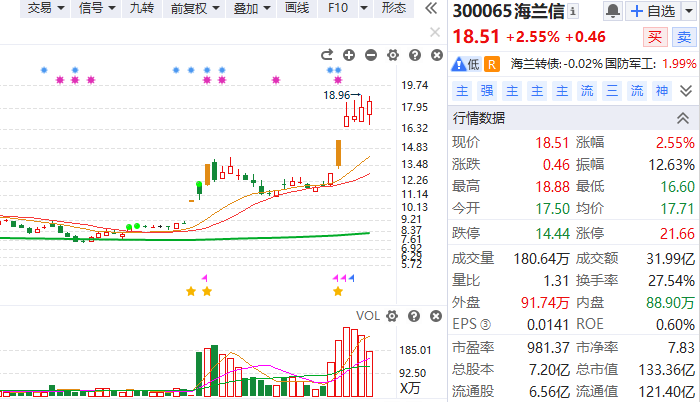 交易 信号 九转 前复权 叠加 画线 F10 形态
18.96
19.74
17.95
16.32
14.83
13.48
12.26
11.14
10.13
9.21
8.37
7.61
6.92
6.29
5.72
VOL
185.01
92.50
X万
300065 海兰信
+自选
18.51 +2.55% +0.46
买 卖
低 R 海兰转债:-0.02% 国防军工: 1.99%
主 强 主 主 主 流 三 流 神
行情数据
现价 18.51 涨幅 2.55%
涨跌 0.46 振幅 12.63%
最高 18.88 最低 16.60
今开 17.50 均价 17.71
跌停 14.44 涨停 21.66
成交量 180.64万 成交额 31.99亿
量比 1.31 换手率 27.54%
外盘 91.74万 内盘 88.90万
EPS③ 0.0141 ROE 0.60%
市盈率 981.37 市净率 7.83
总股本 7.20亿 总市值 133.36亿
流通股 6.56亿 流通值 121.40亿